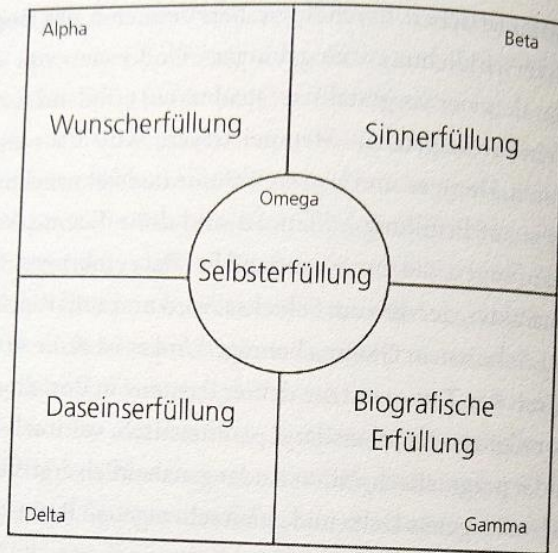 Alpha
Beta
Wunscherfüllung
Sinnerfüllung
Omega
Selbsterfüllung
Daseinserfüllung
Biografische
Erfüllung
Delta
Gamma